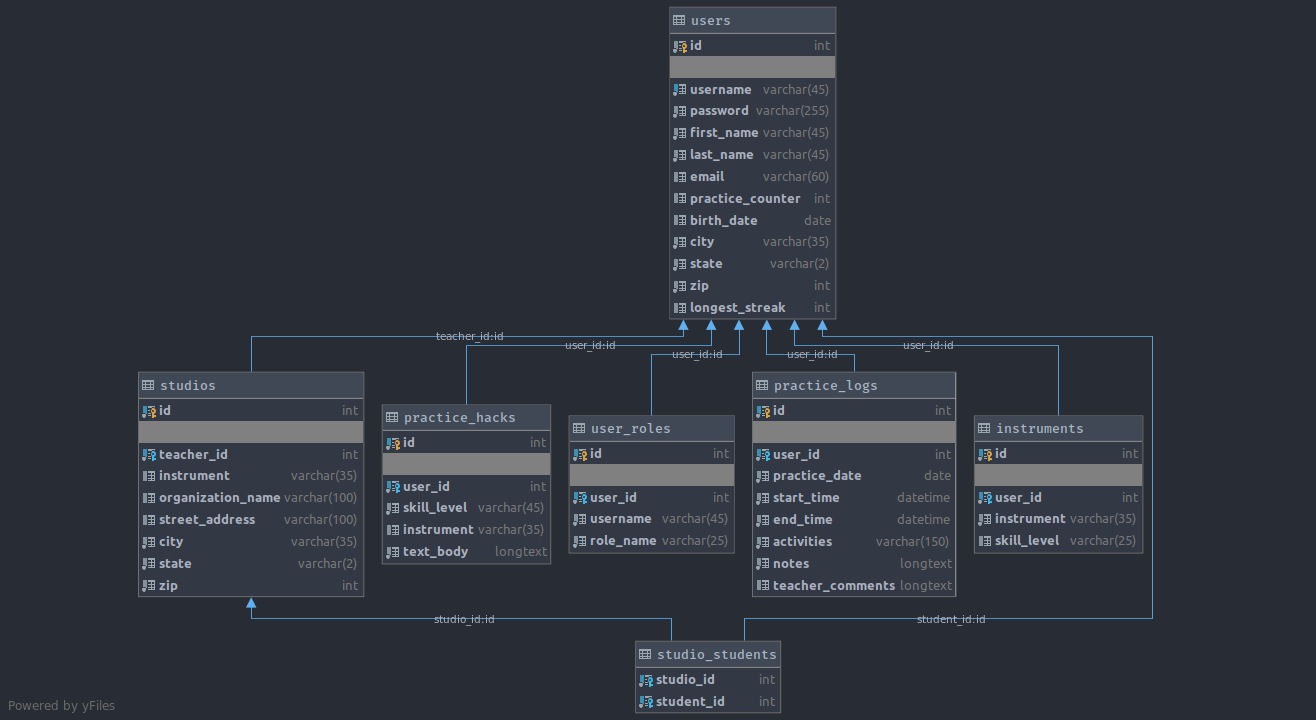 users
id int
username varchar(45)
password varchar(255)
first_name varchar(45)
last_name varchar(45)
email varchar(60)
practice_counter int
birth_date date
city varchar(35)
state varchar(2)
zip int
longest_streak int
teacher_id:id
user_id:id
user_id:id
user_id:id
user_id:id
studios
id int
teacher_id int
instrument varchar(35)
organization_name varchar(100)
street_address varchar(100)
city varchar(35)
state varchar(2)
zip int
practice_hacks
id int
user_id int
skill_level varchar(45)
instrument varchar(35)
text_body longtext
user_roles
id int
user_id int
username varchar(45)
role_name varchar(25)
practice_logs
id int
user_id int
practice_date date
start_time datetime
end_time datetime
activities varchar(150)
notes longtext
teacher_comments longtext
instruments
id int
user_id int
instrument varchar(35)
skill_level varchar(25)
studio_id:id
student_id:id
studio_students
studio_id int
student_id int
Powered by yFiles